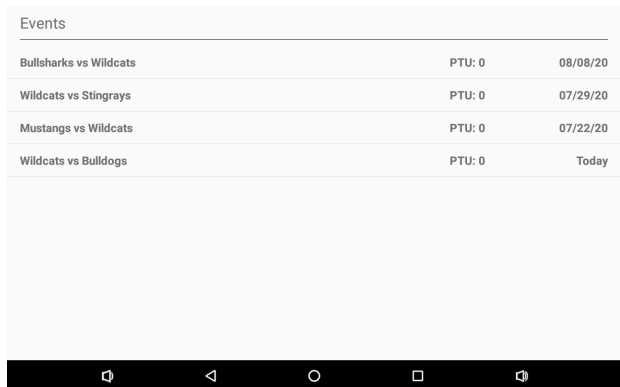 Events
Bullsharks vs Wildcats PTU: 0 08/08/20
Wildcats vs Stingrays PTU: 0 07/29/20
Mustangs vs Wildcats PTU: 0 07/22/20
Wildcats vs Bulldogs PTU: 0 Today